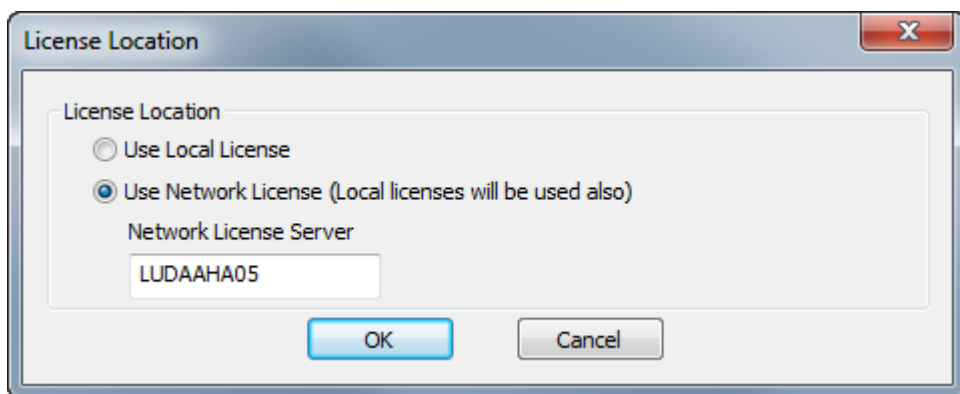 License Location
License Location
Use Local License
Use Network License (Local licenses will be used also)
Network License Server
LUDAAHA05
OK Cancel